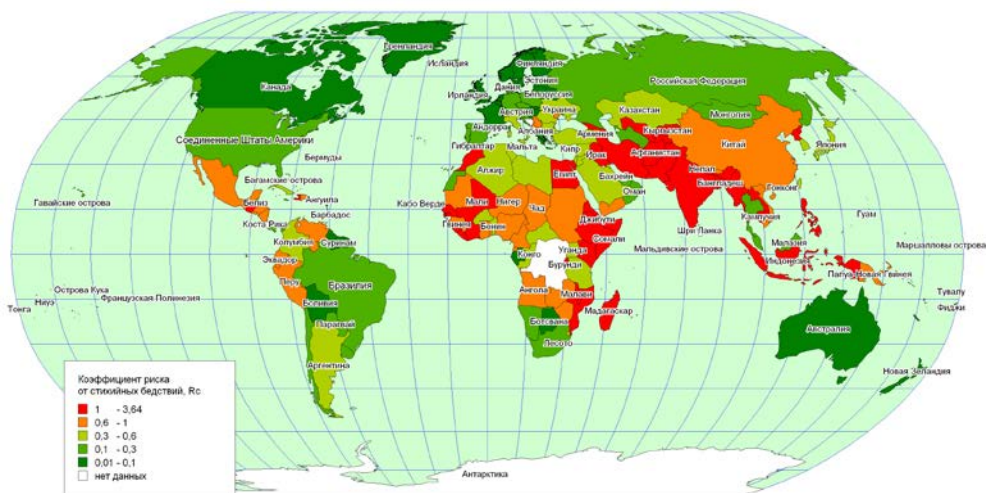 Гренландия
Исландия
Финляндия
Эстония
Дания
Канада
Ирландия
Белоруссия
Российская Федерация
Австрия
Украина
Казахстан
Монголия
Андорра
Албания
Соединенные Штаты Америки
Гибралтар
Мальта
Кипр
Армения
Кыргызстан
Китай
Япония
Бермуды
Ирак
Афганистан
Непал
Алжир
Египет
Бахрейн
Бангладеш
Гонконг
Багамские острова
Оман
Гавайские острова
Белиз
Ангуила
Кабо Верде
Мали
Нигер
Чад
Кампучия
Гуам
Барбадос
Коста Рика
Гвинея
Бенин
Джибути
Шри Ланка
Колумбия
Суринам
Сомали
Мальдивские острова
Малазия
Маршалловы острова
Эквадор
Конго
Уганда
Бурунди
Индонезия
Папуа-Новая Гвинея
Перу
Бразилия
Ангола
Малави
Тувалу
Острова Кука
Французская Полинезия
Ниуэ
Тонга
Боливия
Мадагаскар
Фиджи
Парагвай
Ботсвана
Австралия
Лесото
Аргентина
Новая Зеландия
Коэффициент риска
от стихийных бедствий, Rc
1 - 3,64
0,6 - 1
0,3 - 0,6
0,1 - 0,3
0,01 - 0,1
нет данных
Антарктика